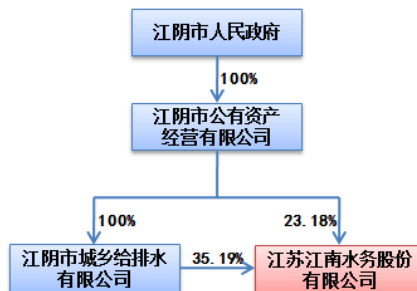 江阴市人民政府
100%
江阴市公有资产
经营有限公司
100%
23.18%
江阴市城乡给排水
有限公司
35.19%
江苏江南水务股份
有限公司